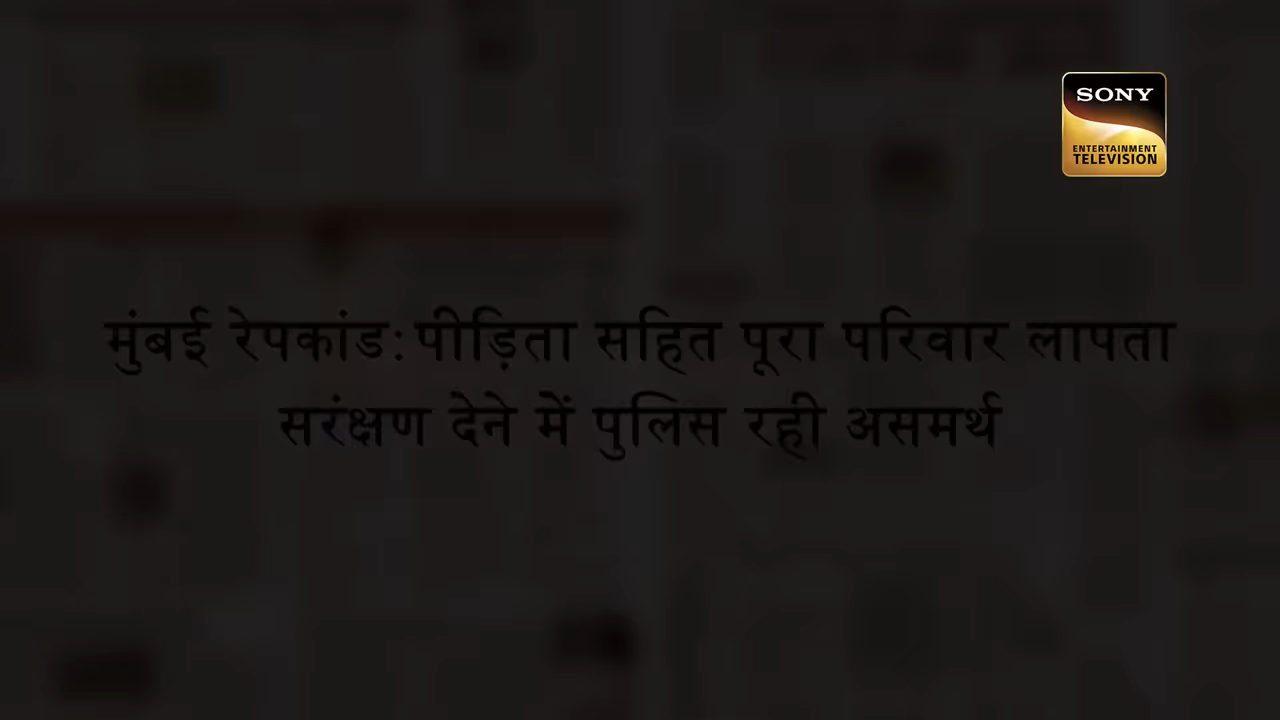 SONY
ENTERTAINMENT
TELEVISION
मुंबई रेपकांड: पीड़िता सहित पूरा परिवार लापता
सरंक्षण देने में पुलिस रही असमर्थ